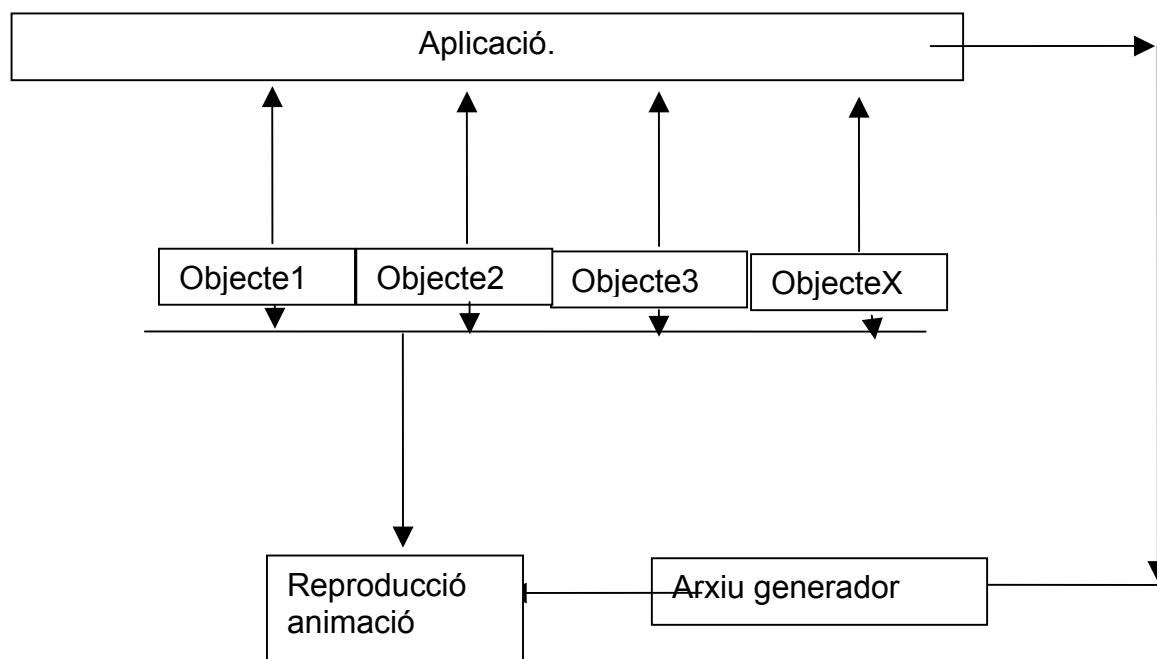 Aplicació.
Objecte1
Objecte2
Objecte3
ObjecteX
Reproducció
animació
Arxiu generador